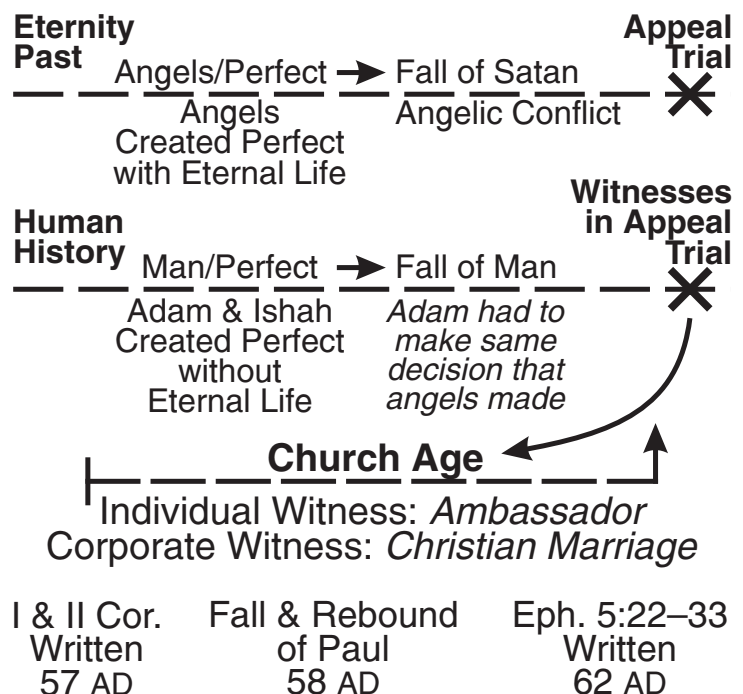 Eternity
Past
Appeal
Trial
Angels/Perfect
Fall of Satan
Angels
Created Perfect
with Eternal Life
Angelic Conflict
Human
History
Witnesses
in Appeal
Trial
Man/Perfect
Fall of Man
Adam & Ishah
Created Perfect
without
Eternal Life
Adam had to
make same
decision that
angels made
Church Age
Individual Witness: Ambassador
Corporate Witness: Christian Marriage
I & II Cor.
Written
57 AD
Fall & Rebound
of Paul
58 AD
Eph. 5:22–33
Written
62 AD